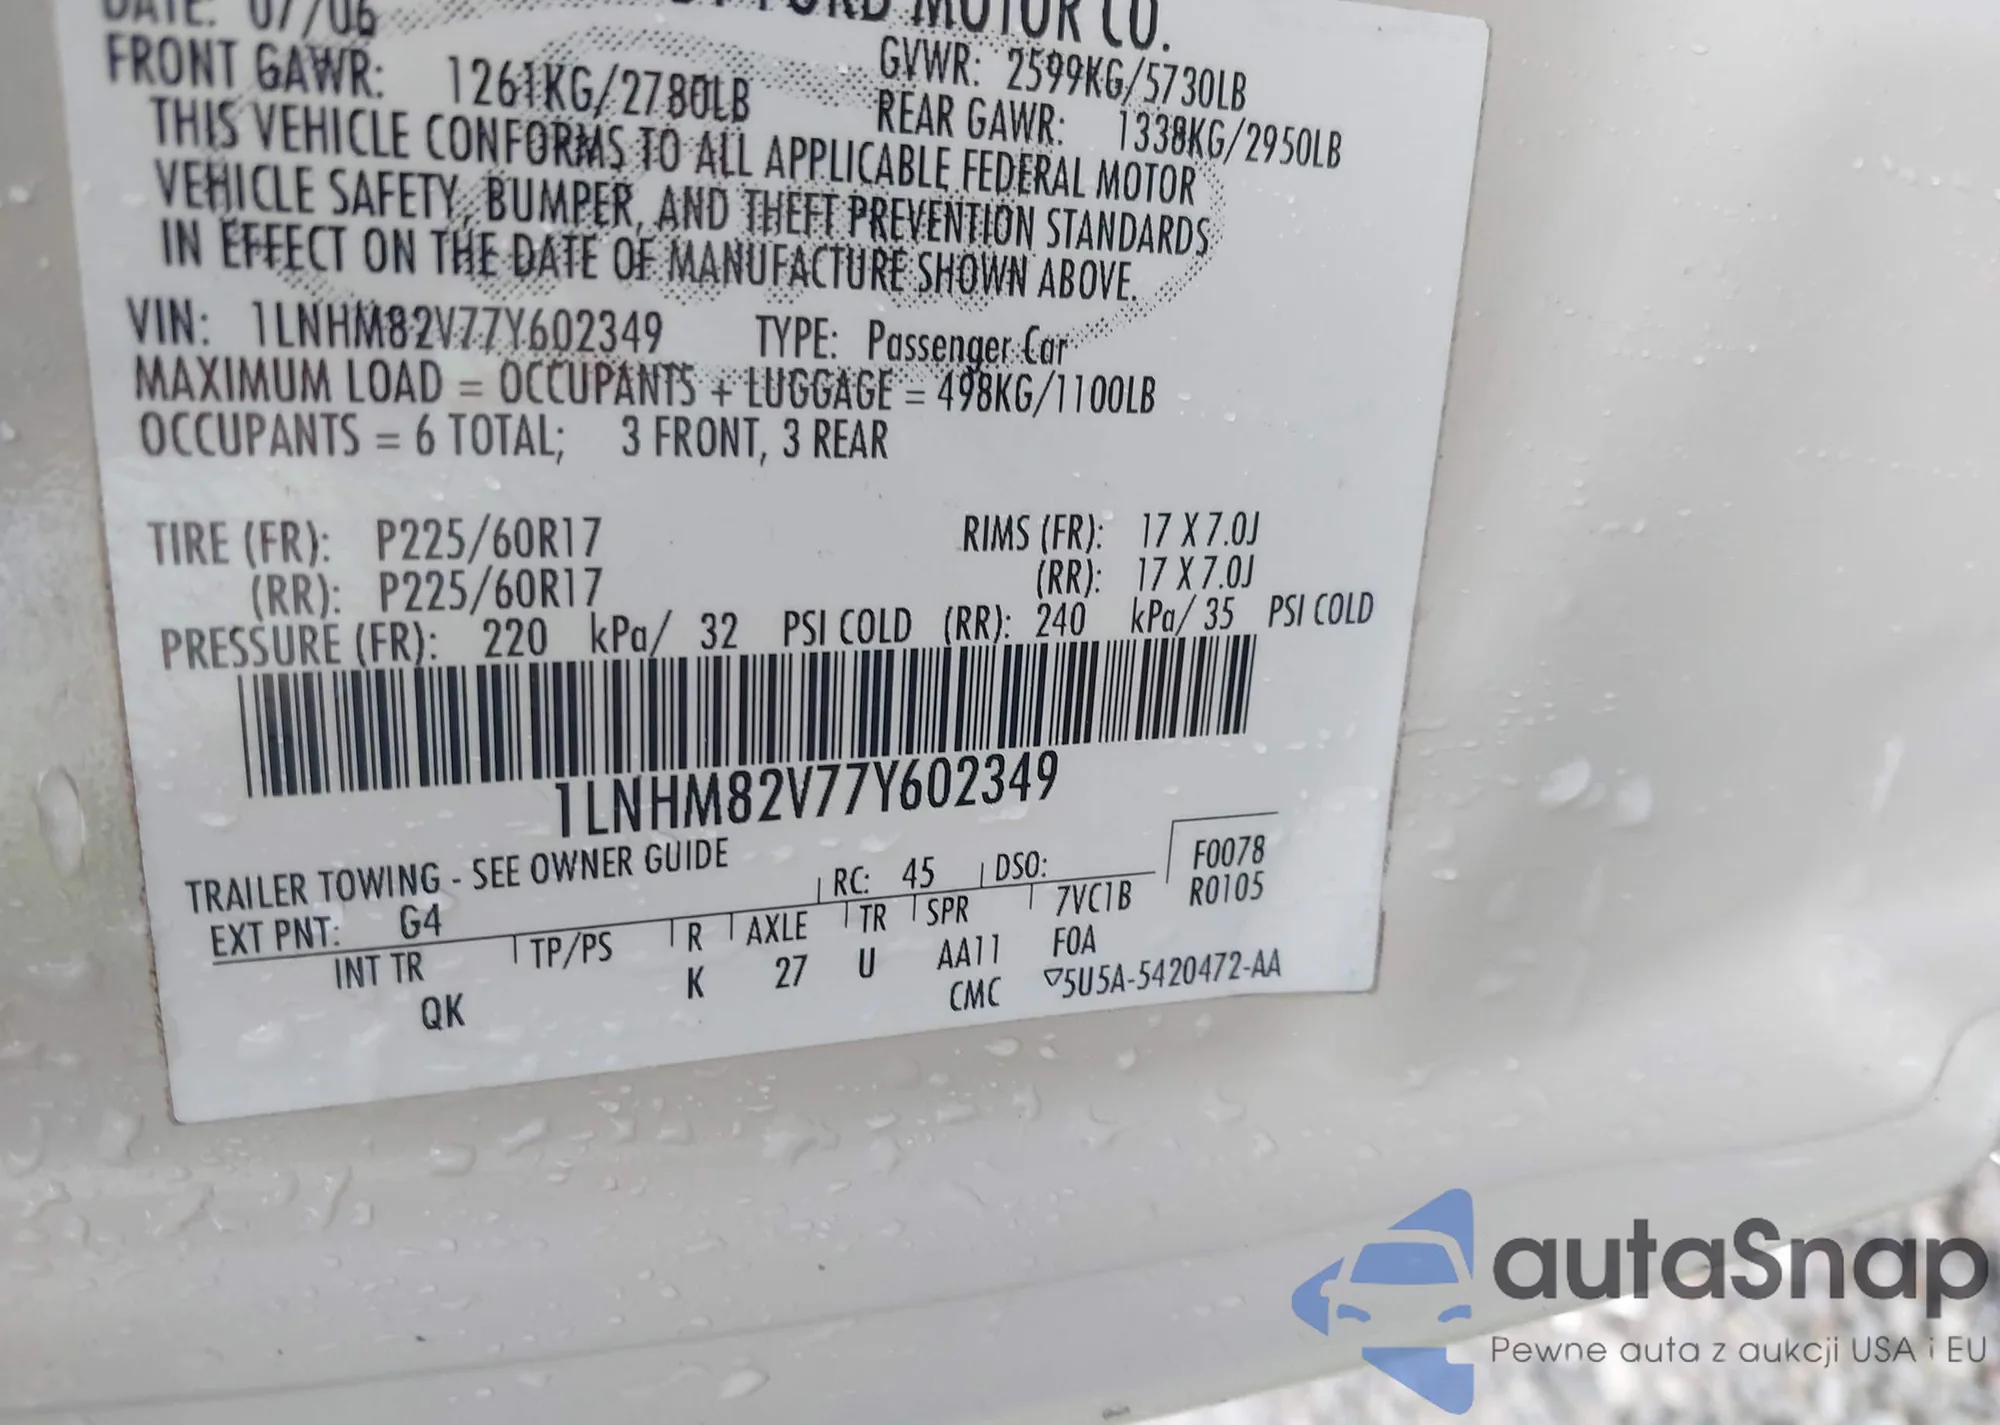 DATE: 07/06
FORD MOTOR CO.
FRONT GAWR: 1261KG/2780LB
GVWR: 2599KG/5730LB
REAR GAWR: 1338KG/2950LB
THIS VEHICLE CONFORMS TO ALL APPLICABLE FEDERAL MOTOR
VEHICLE SAFETY, BUMPER, AND THEFT PREVENTION STANDARDS
IN EFFECT ON THE DATE OF MANUFACTURE SHOWN ABOVE.
VIN: 1LNHM82V77Y602349 TYPE: Passenger Car
MAXIMUM LOAD = OCCUPANTS + LUGGAGE = 498KG/1100LB
OCCUPANTS = 6 TOTAL; 3 FRONT, 3 REAR
TIRE (FR): P225/60R17 RIMS (FR): 17 X 7.0J
(RR): P225/60R17 (RR): 17 X 7.0J
PRESSURE (FR): 220 kPa/ 32 PSI COLD (RR): 240 kPa/ 35 PSI COLD
1LNHM82V77Y602349
TRAILER TOWING - SEE OWNER GUIDE
EXT PNT: G4 RC: 45 DSO: F0078
R0105
INT TR TP/PS R AXLE TR SPR 7VC1B
QK K 27 U AA11 FOA
CMC ▽5U5A-5420472-AA
autaSnap
Pewne auta z aukcji USA i EU